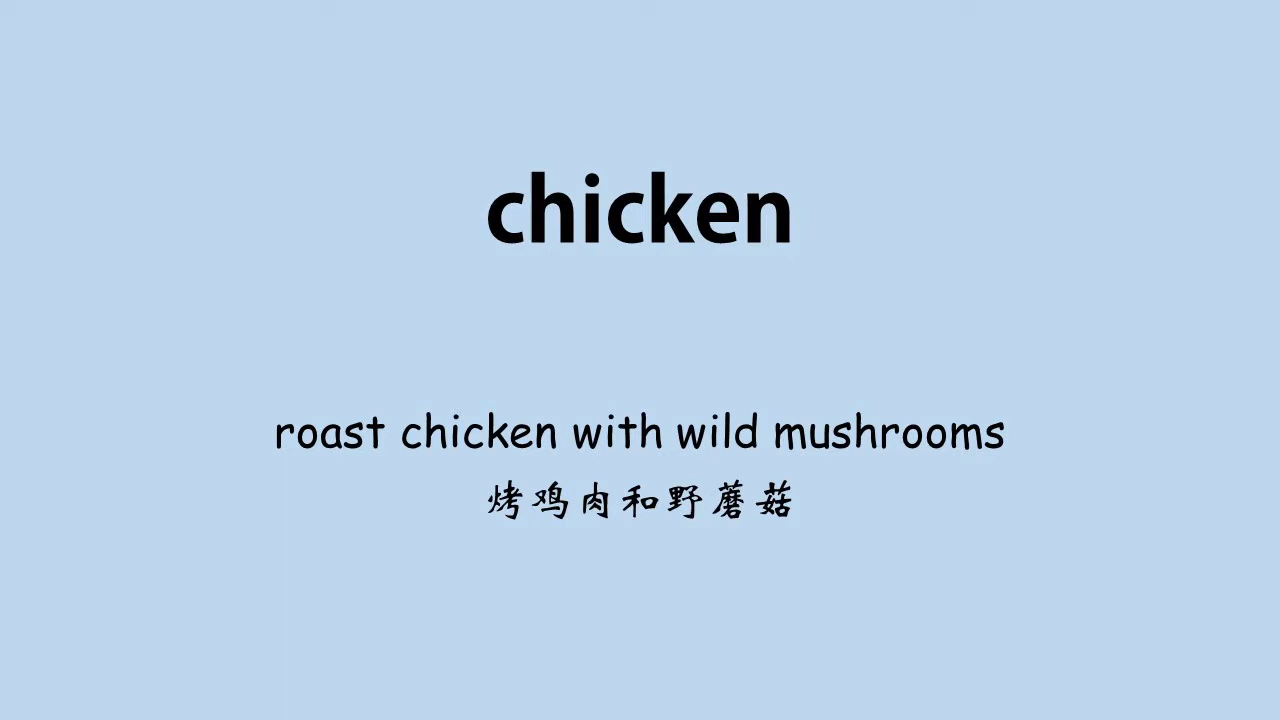 chicken
roast chicken with wild mushrooms
烤鸡肉和野蘑菇